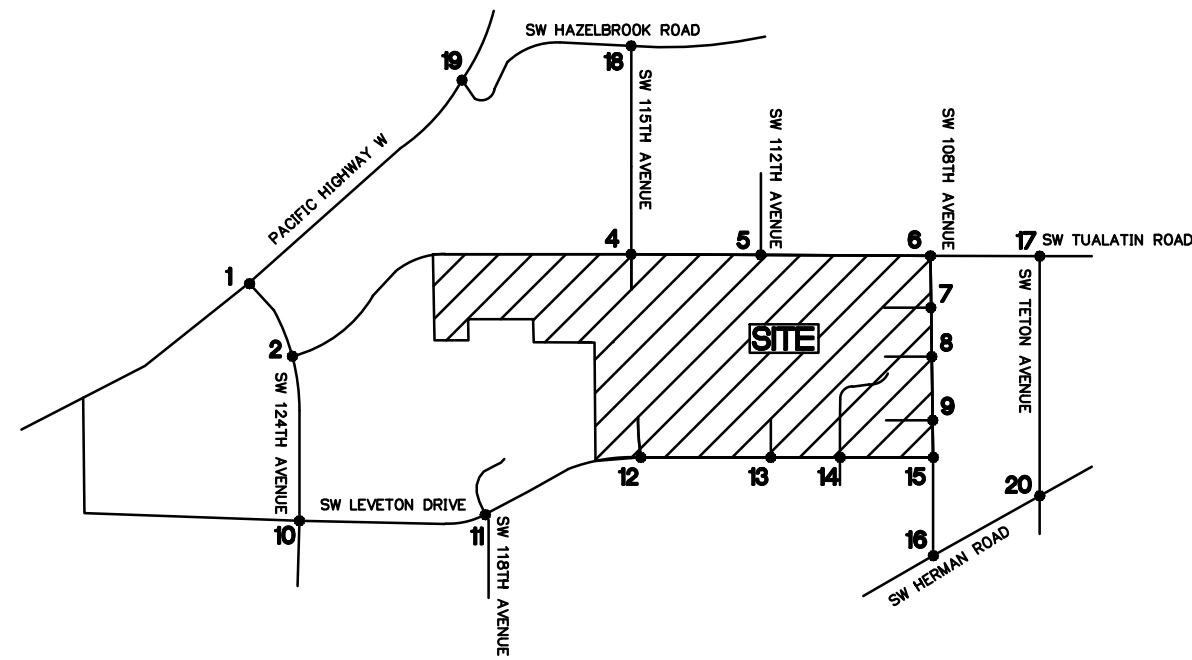 SW HAZELBROOK ROAD
19
18
SW 115TH AVENUE
SW 112TH AVENUE
SW 108TH AVENUE
PACIFIC HIGHWAY W
4
5
6
17
SW TUALATIN ROAD
1
7
SW TETON AVENUE
2
8
SITE
SW 124TH AVENUE
9
12
13
14
15
20
SW LEVETON DRIVE
10
11
SW 118TH AVENUE
16
SW HERMAN ROAD